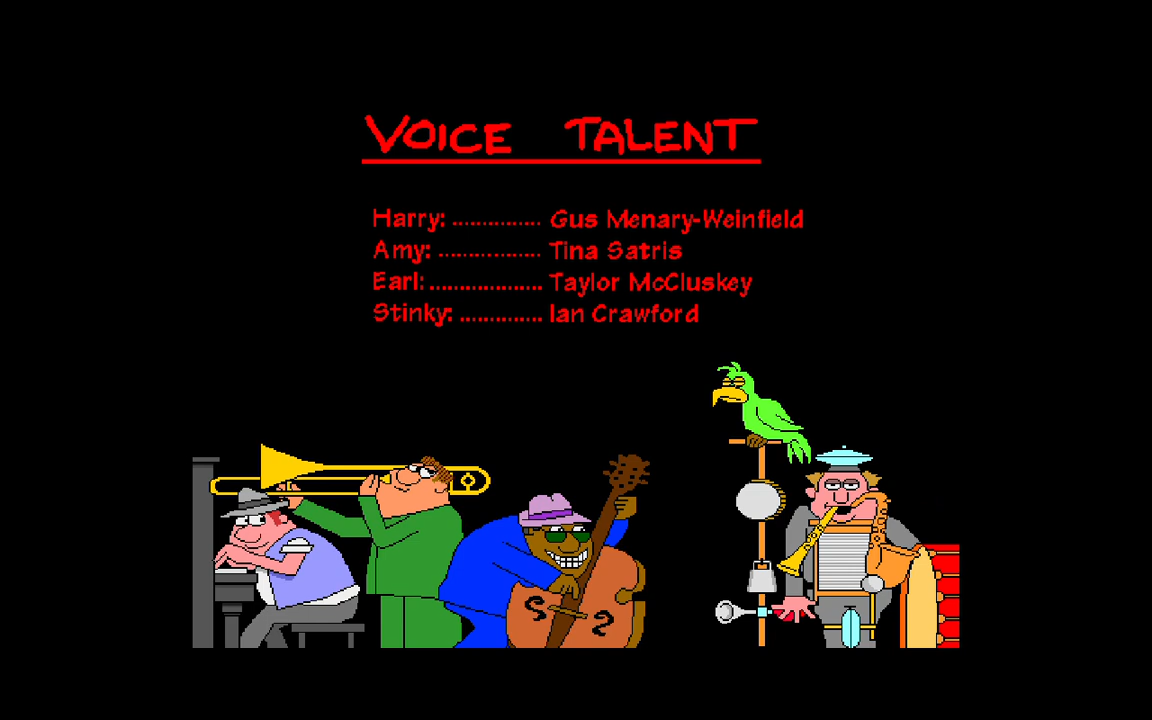 VOICE TALENT
Harry: ............... Gus Menary-Weinfield
Amy: ................. Tina Satris
Earl: ................... Taylor McCluskey
Stinky: .............. Ian Crawford